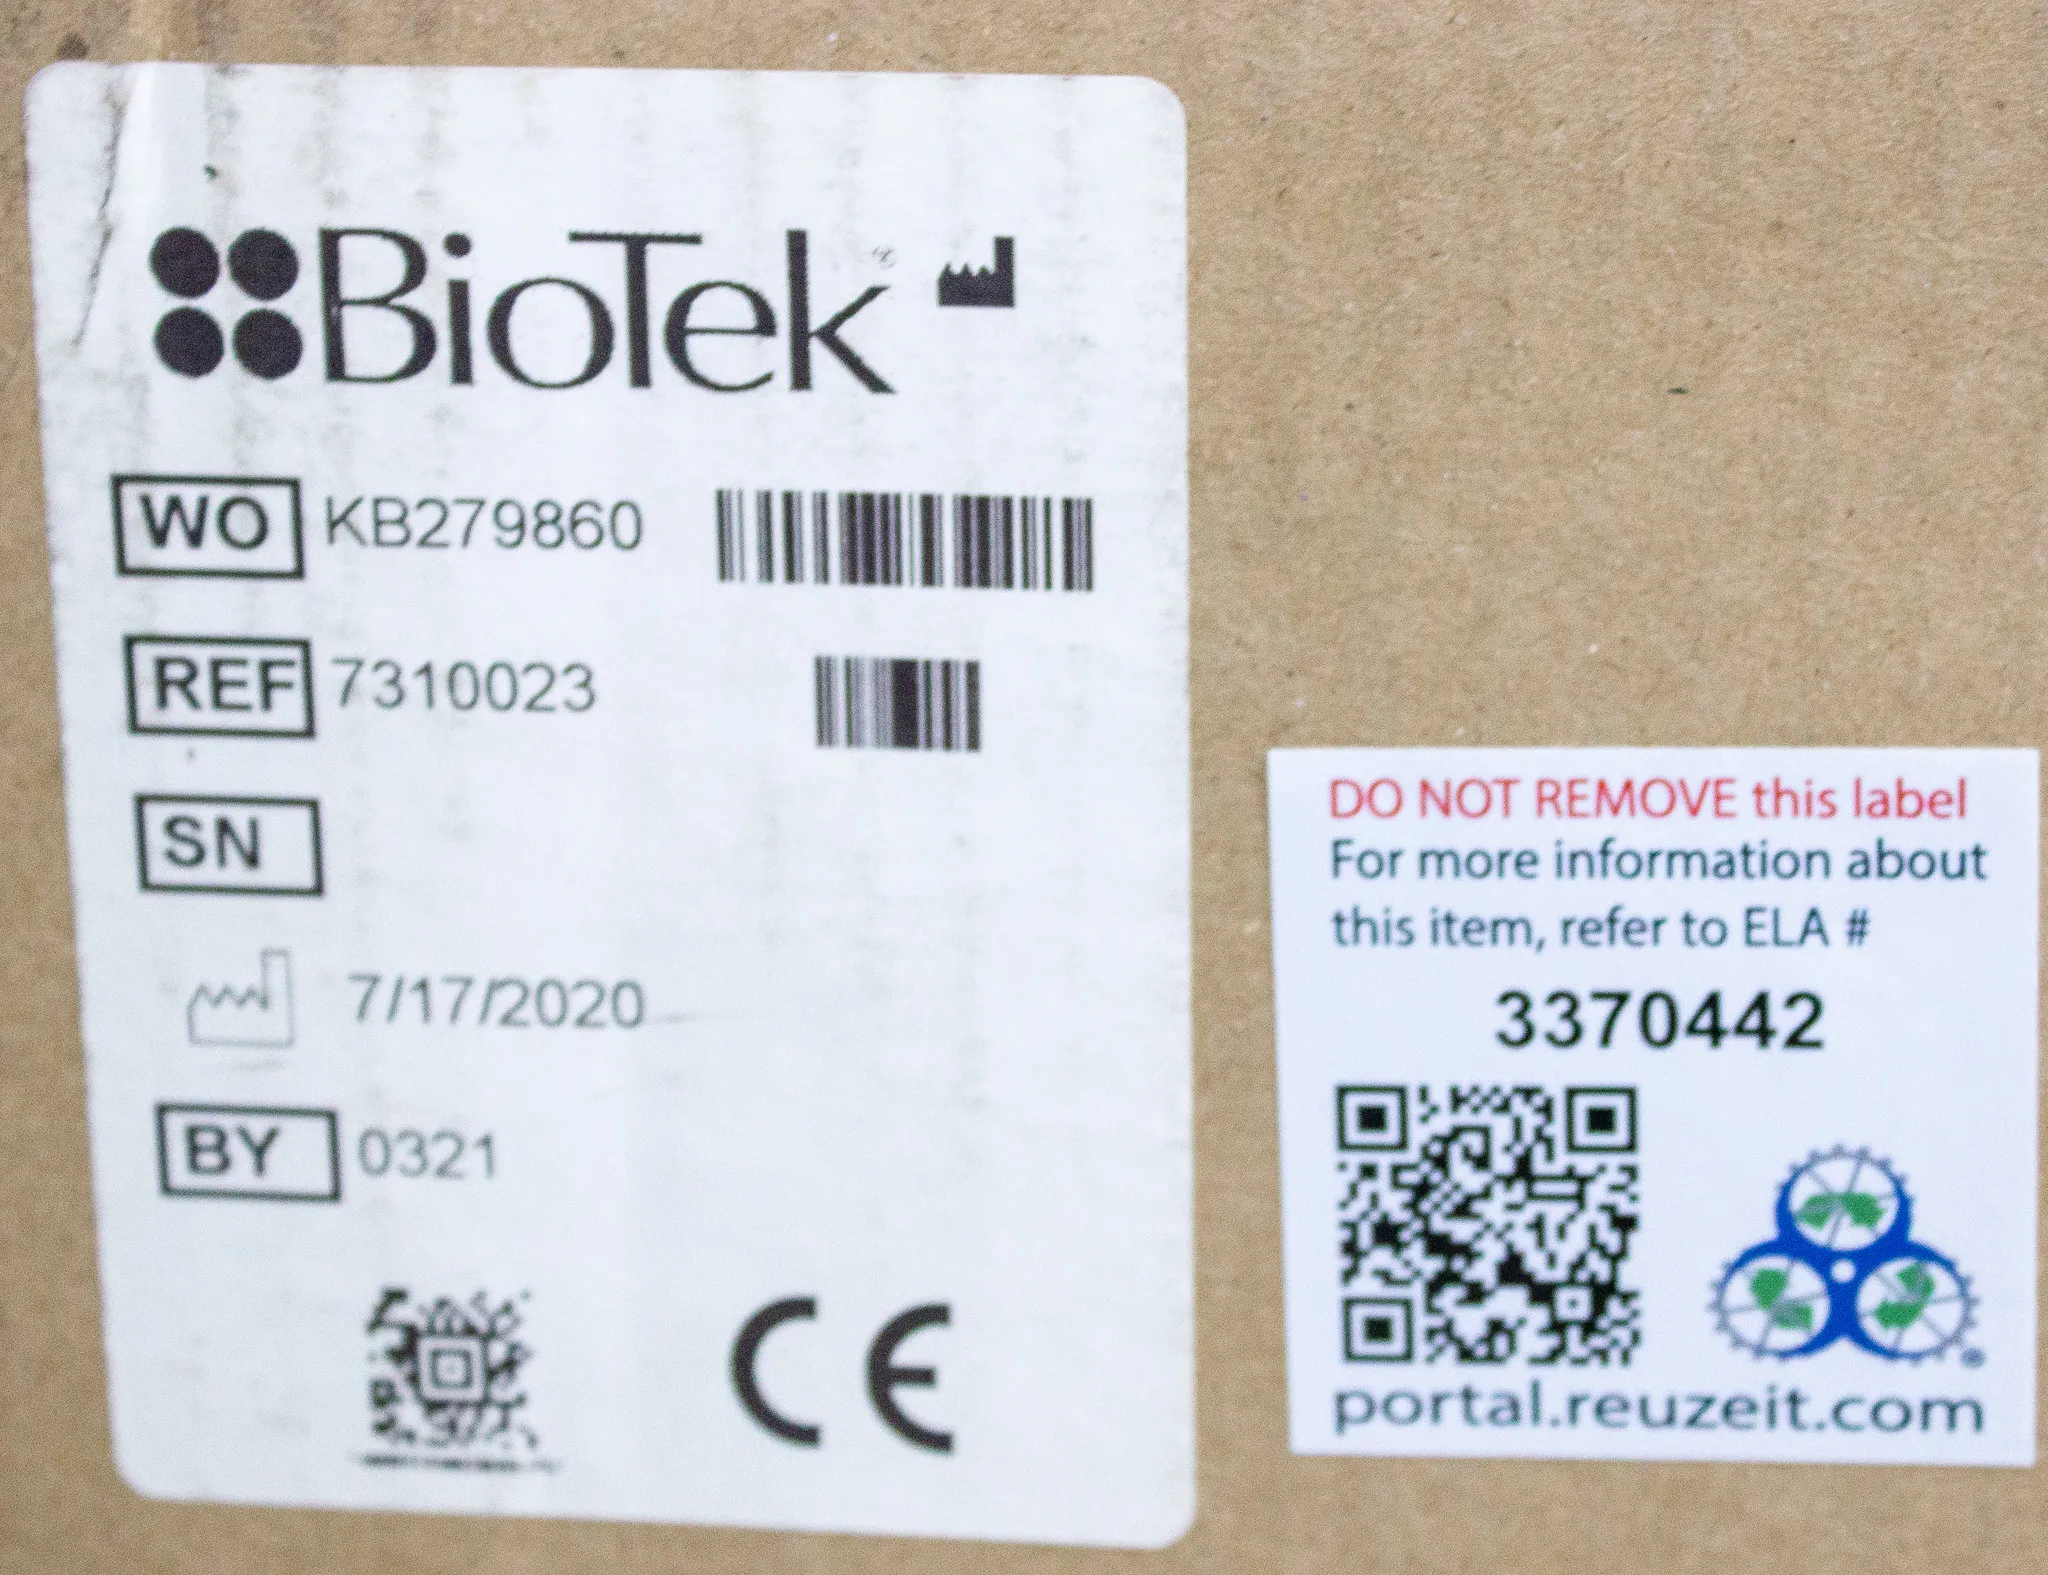 BioTek®
WO KB279860
REF 7310023
SN
7/17/2020
BY 0321
CE
DO NOT REMOVE this label
For more information about
this item, refer to ELA #
3370442
portal.reuzeit.com